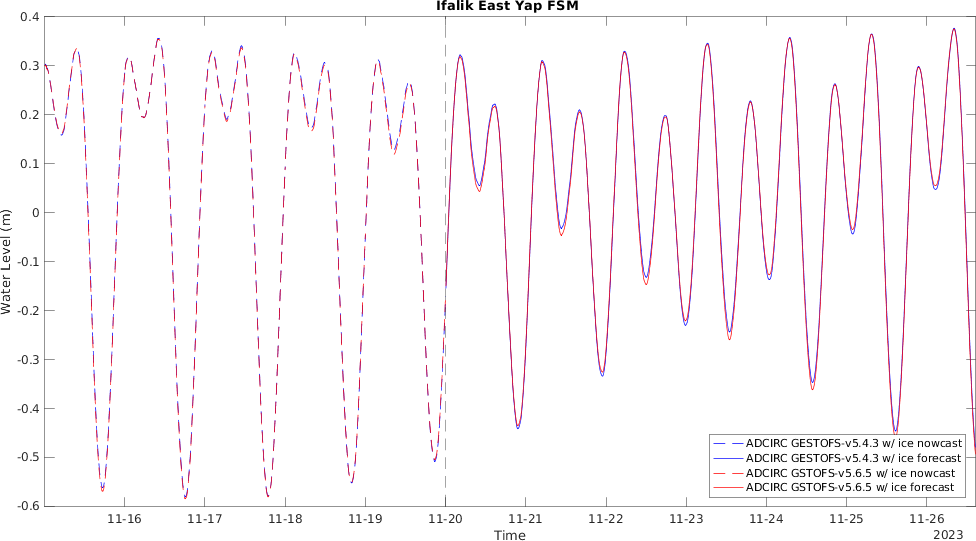 Ifalik East Yap FSM
0.4
0.3
0.2
0.1
0
-0.1
-0.2
-0.3
-0.4
-0.5
-0.6
Water Level (m)
ADCIRC GESTOFS-v5.4.3 w/ ice nowcast
ADCIRC GESTOFS-v5.4.3 w/ ice forecast
ADCIRC GSTOFS-v5.6.5 w/ ice nowcast
ADCIRC GSTOFS-v5.6.5 w/ ice forecast
11-16 11-17 11-18 11-19 11-20 11-21 11-22 11-23 11-24 11-25 11-26
Time
2023